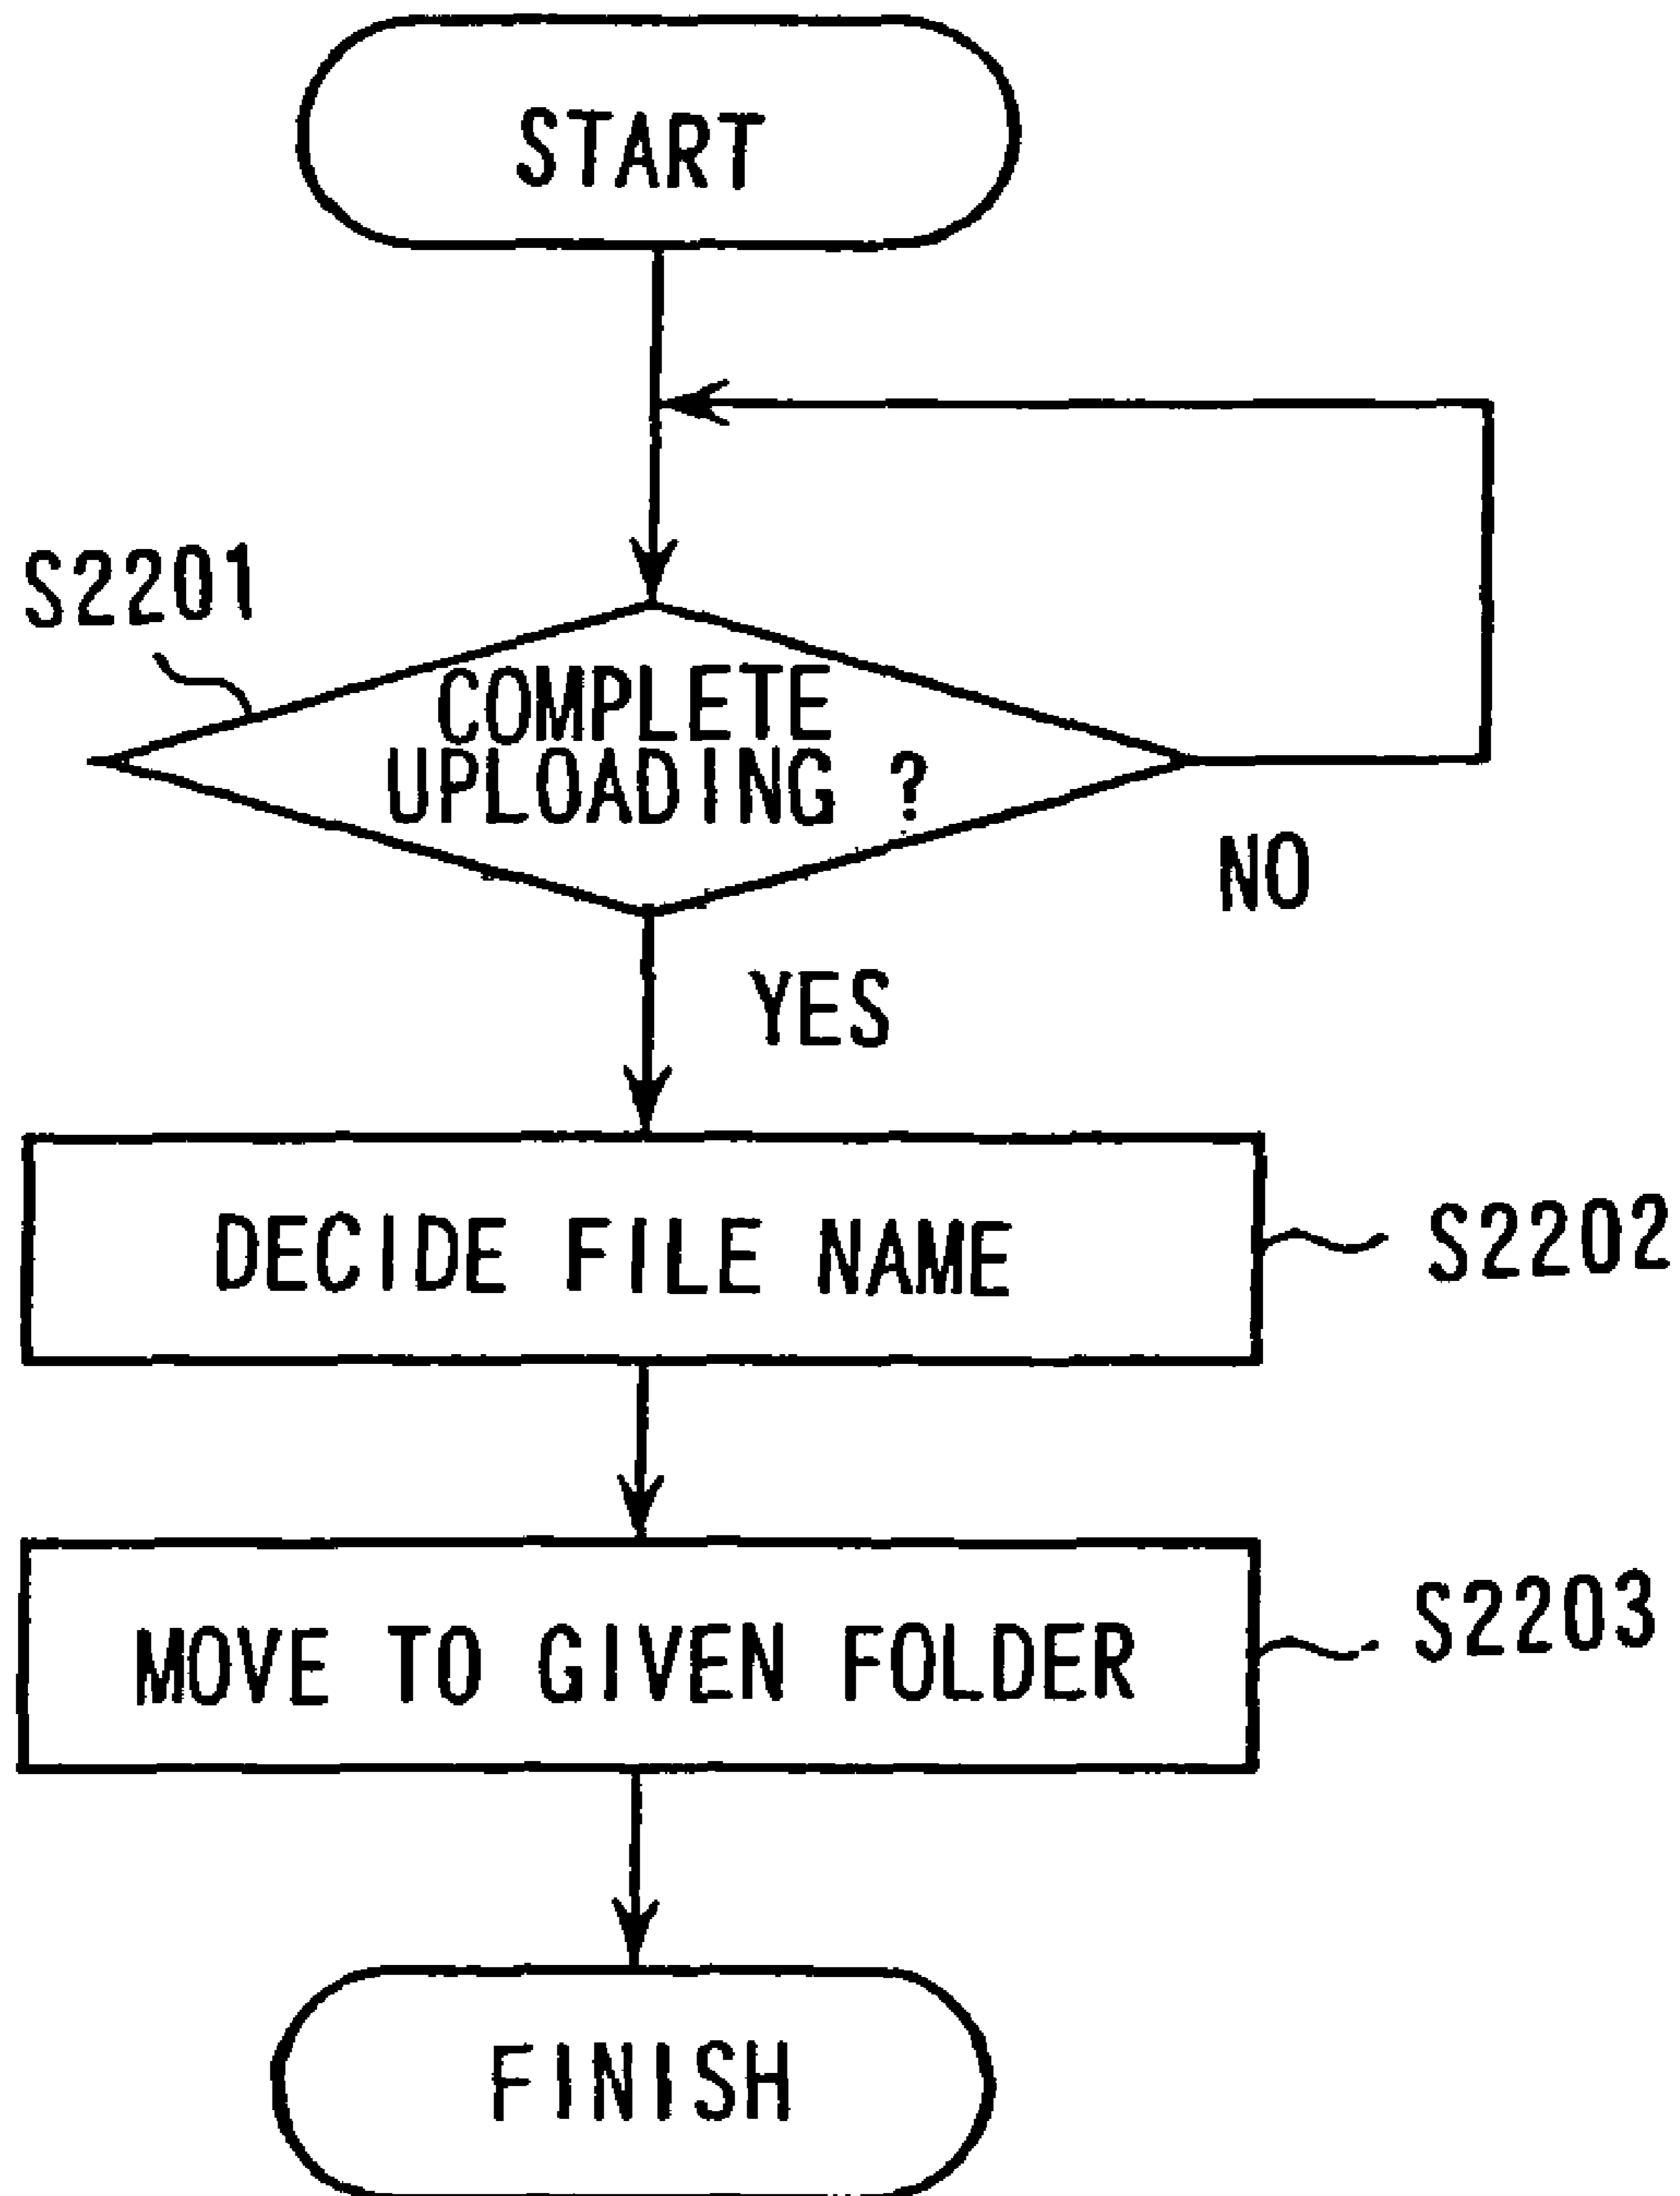 START
S2201
COMPLETE
UPLOADING ?
NO
YES
DECIDE FILE NAME
S2202
MOVE TO GIVEN FOLDER
S2203
FINISH